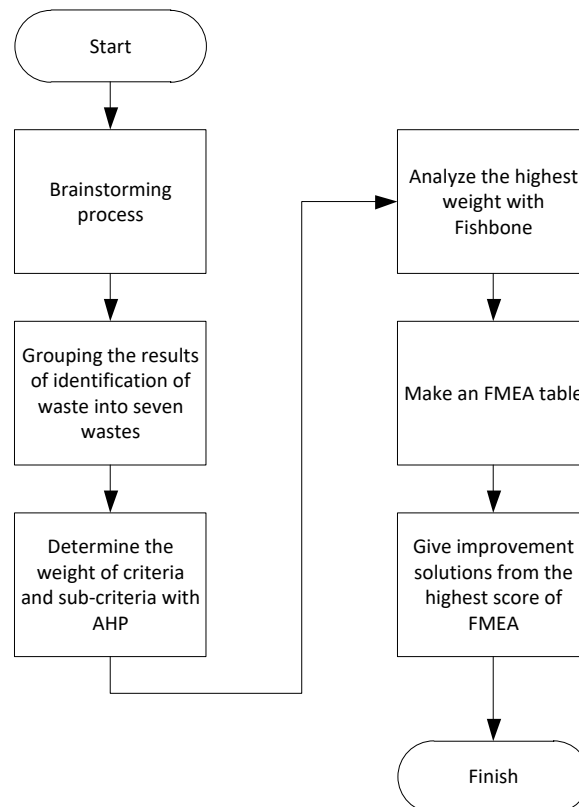 Start
Brainstorming
process
Grouping the results
of identification of
waste into seven
wastes
Determine the
weight of criteria
and sub-criteria with
AHP
Analyze the highest
weight with
Fishbone
Make an FMEA table
Give improvement
solutions from the
highest score of
FMEA
Finish